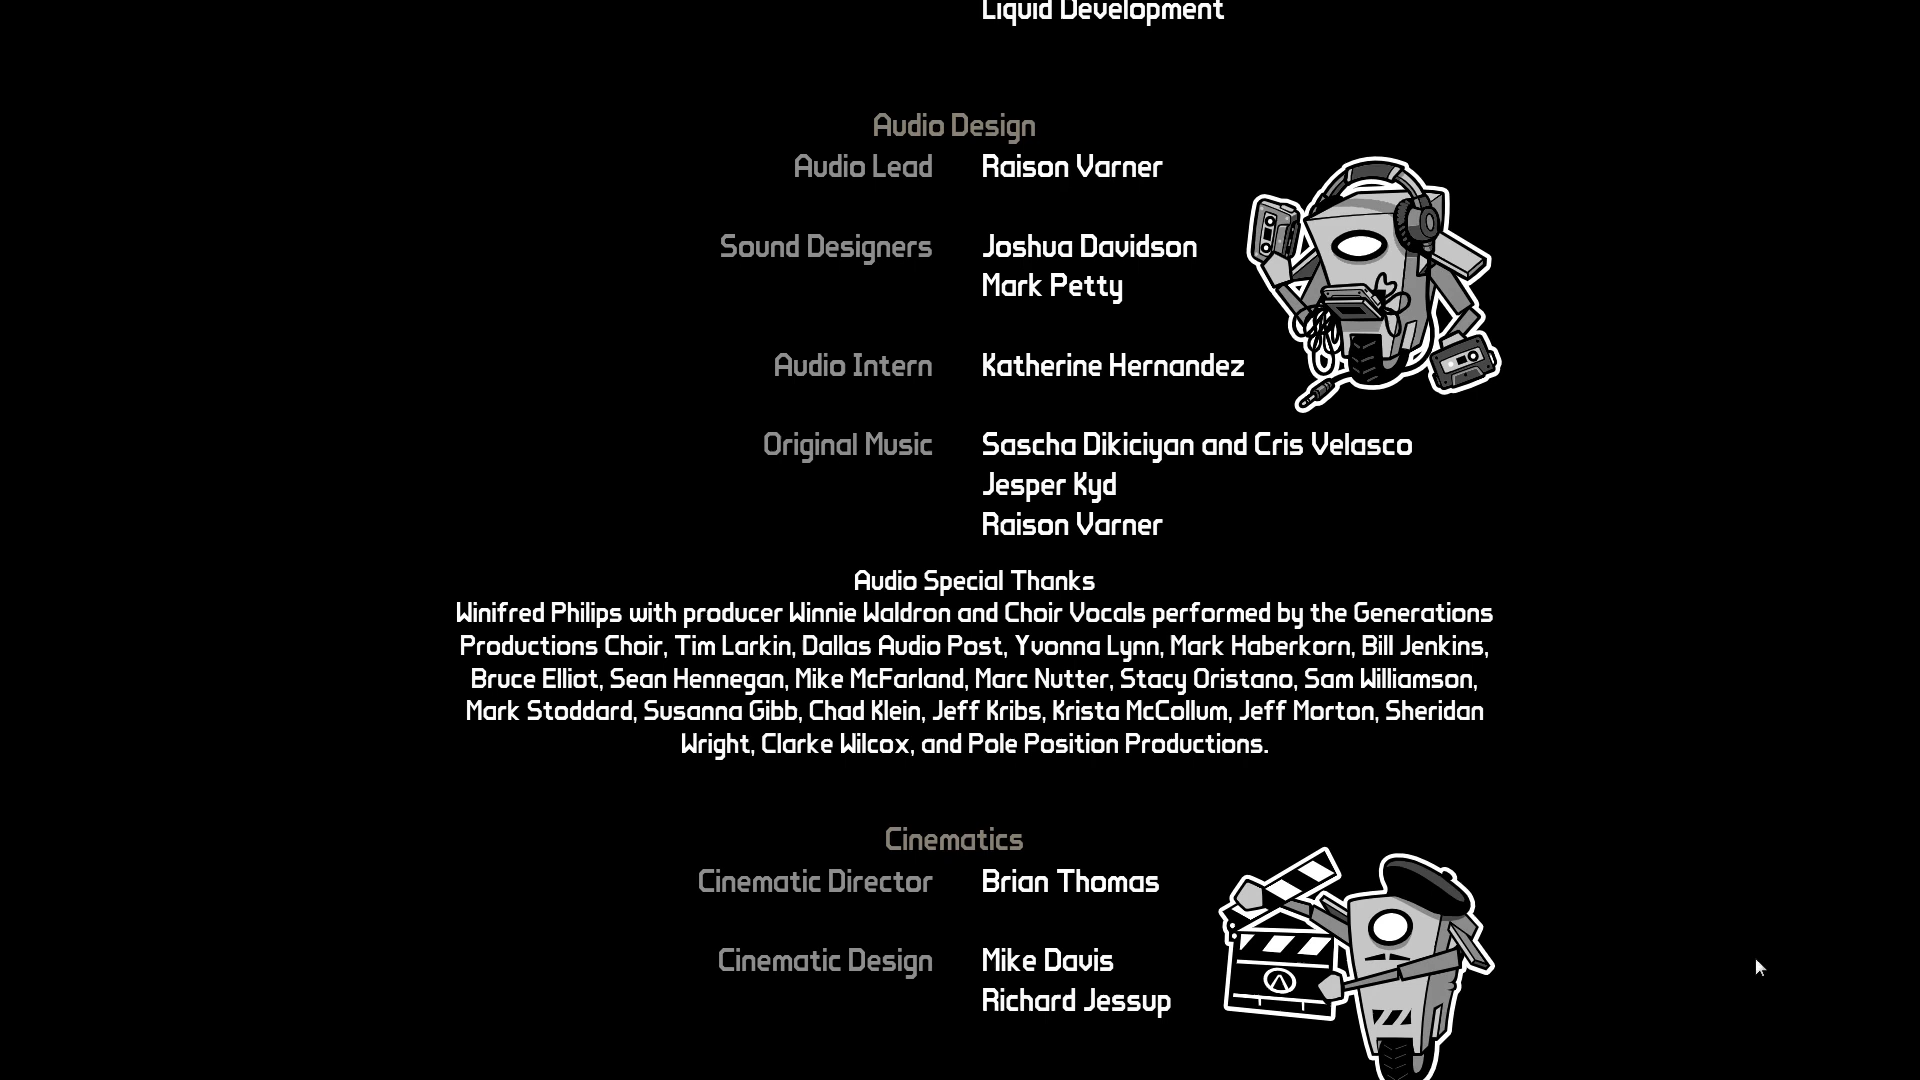 Liquid Development
Audio Design
Audio Lead Raison Varner
Sound Designers Joshua Davidson
Mark Petty
Audio Intern Katherine Hernandez
Original Music Sascha Dikiciyan and Cris Velasco
Jesper Kyd
Raison Varner
Audio Special Thanks
Winifred Philips with producer Winnie Waldron and Choir Vocals performed by the Generations
Productions Choir, Tim Larkin, Dallas Audio Post, Yvonna Lynn, Mark Haberkorn, Bill Jenkins,
Bruce Elliot, Sean Hennegan, Mike McFarland, Marc Nutter, Stacy Oristano, Sam Williamson,
Mark Stoddard, Susanna Gibb, Chad Klein, Jeff Kribs, Krista McCollum, Jeff Morton, Sheridan
Wright, Clarke Wilcox, and Pole Position Productions.
Cinematics
Cinematic Director Brian Thomas
Cinematic Design Mike Davis
Richard Jessup